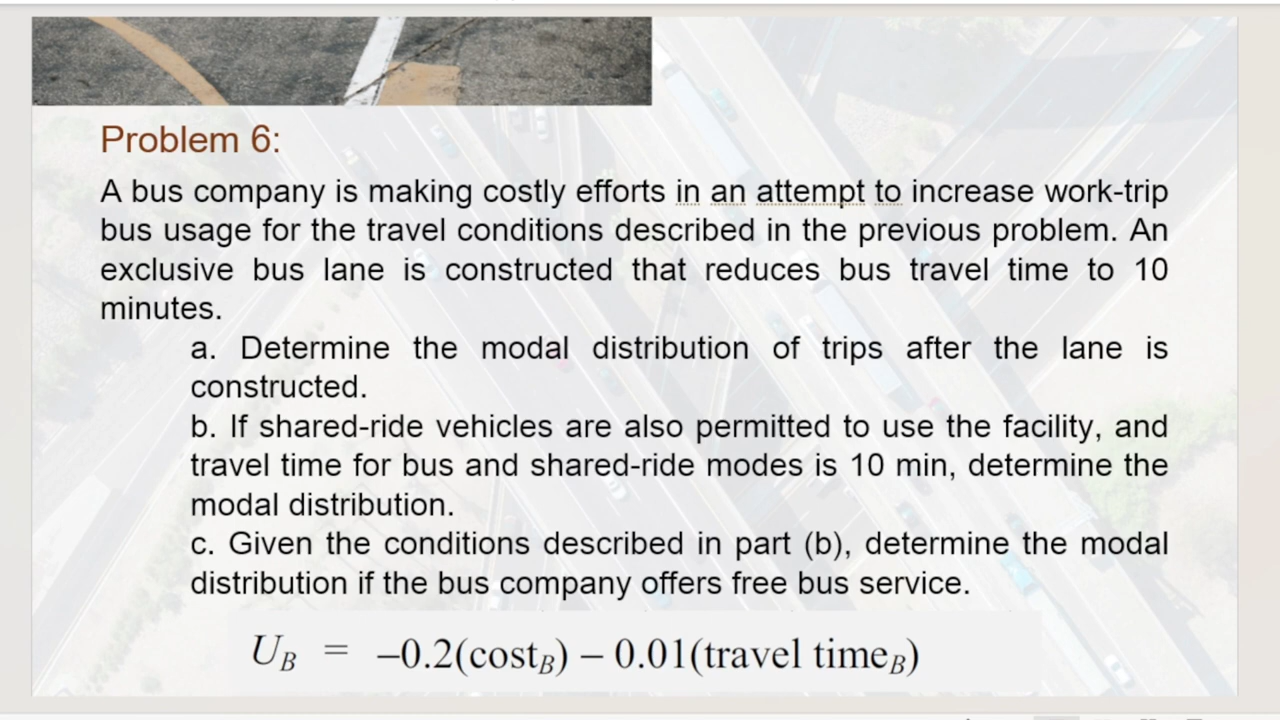 Problem 6:
A bus company is making costly efforts in an attempt to increase work-trip
bus usage for the travel conditions described in the previous problem. An
exclusive bus lane is constructed that reduces bus travel time to 10
minutes.
a. Determine the modal distribution of trips after the lane is
constructed.
b. If shared-ride vehicles are also permitted to use the facility, and
travel time for bus and shared-ride modes is 10 min, determine the
modal distribution.
c. Given the conditions described in part (b), determine the modal
distribution if the bus company offers free bus service.
U_B = –0.2(cost_B) – 0.01(travel time_B)